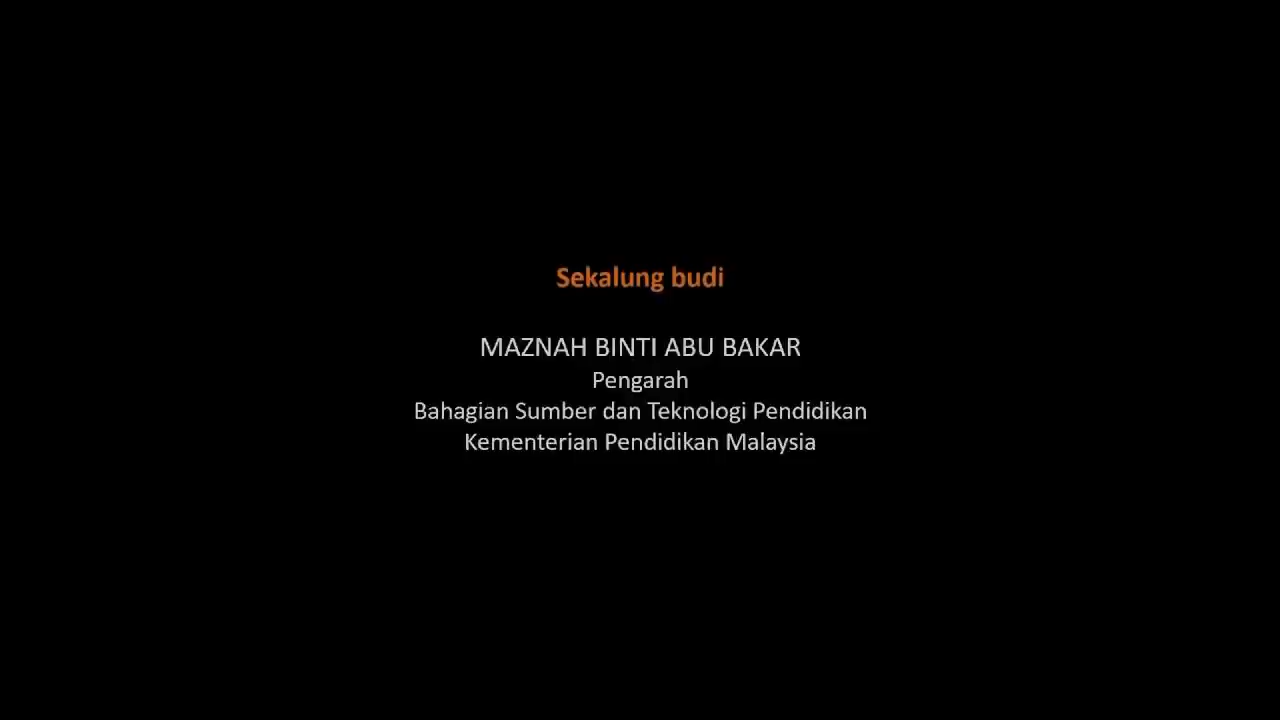 Sekalung budi
MAZNAH BINTI ABU BAKAR
Pengarah
Bahagian Sumber dan Teknologi Pendidikan
Kementerian Pendidikan Malaysia